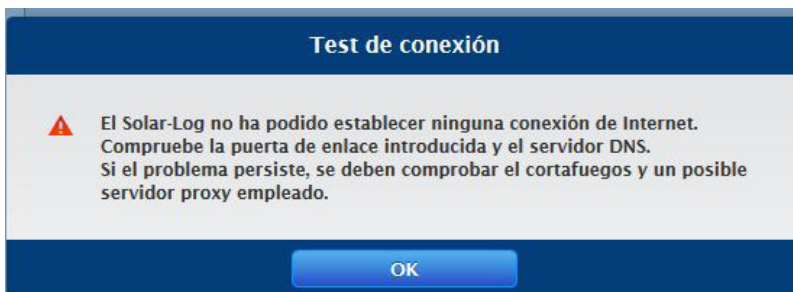 Test de conexión
El Solar-Log no ha podido establecer ninguna conexión de Internet.
Compruebe la puerta de enlace introducida y el servidor DNS.
Si el problema persiste, se deben comprobar el cortafuegos y un posible
servidor proxy empleado.
OK